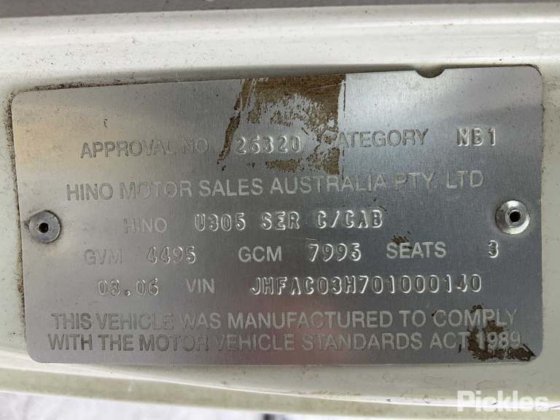 APPROVAL NO. 26320 CATEGORY NB1
HINO MOTOR SALES AUSTRALIA PTY. LTD
HINO U305 SER C/CAB
GVM 4495 GCM 7995 SEATS 3
03.06 VIN JHFAC03H701000140
THIS VEHICLE WAS MANUFACTURED TO COMPLY
WITH THE MOTOR VEHICLE STANDARDS ACT 1989
Pickles